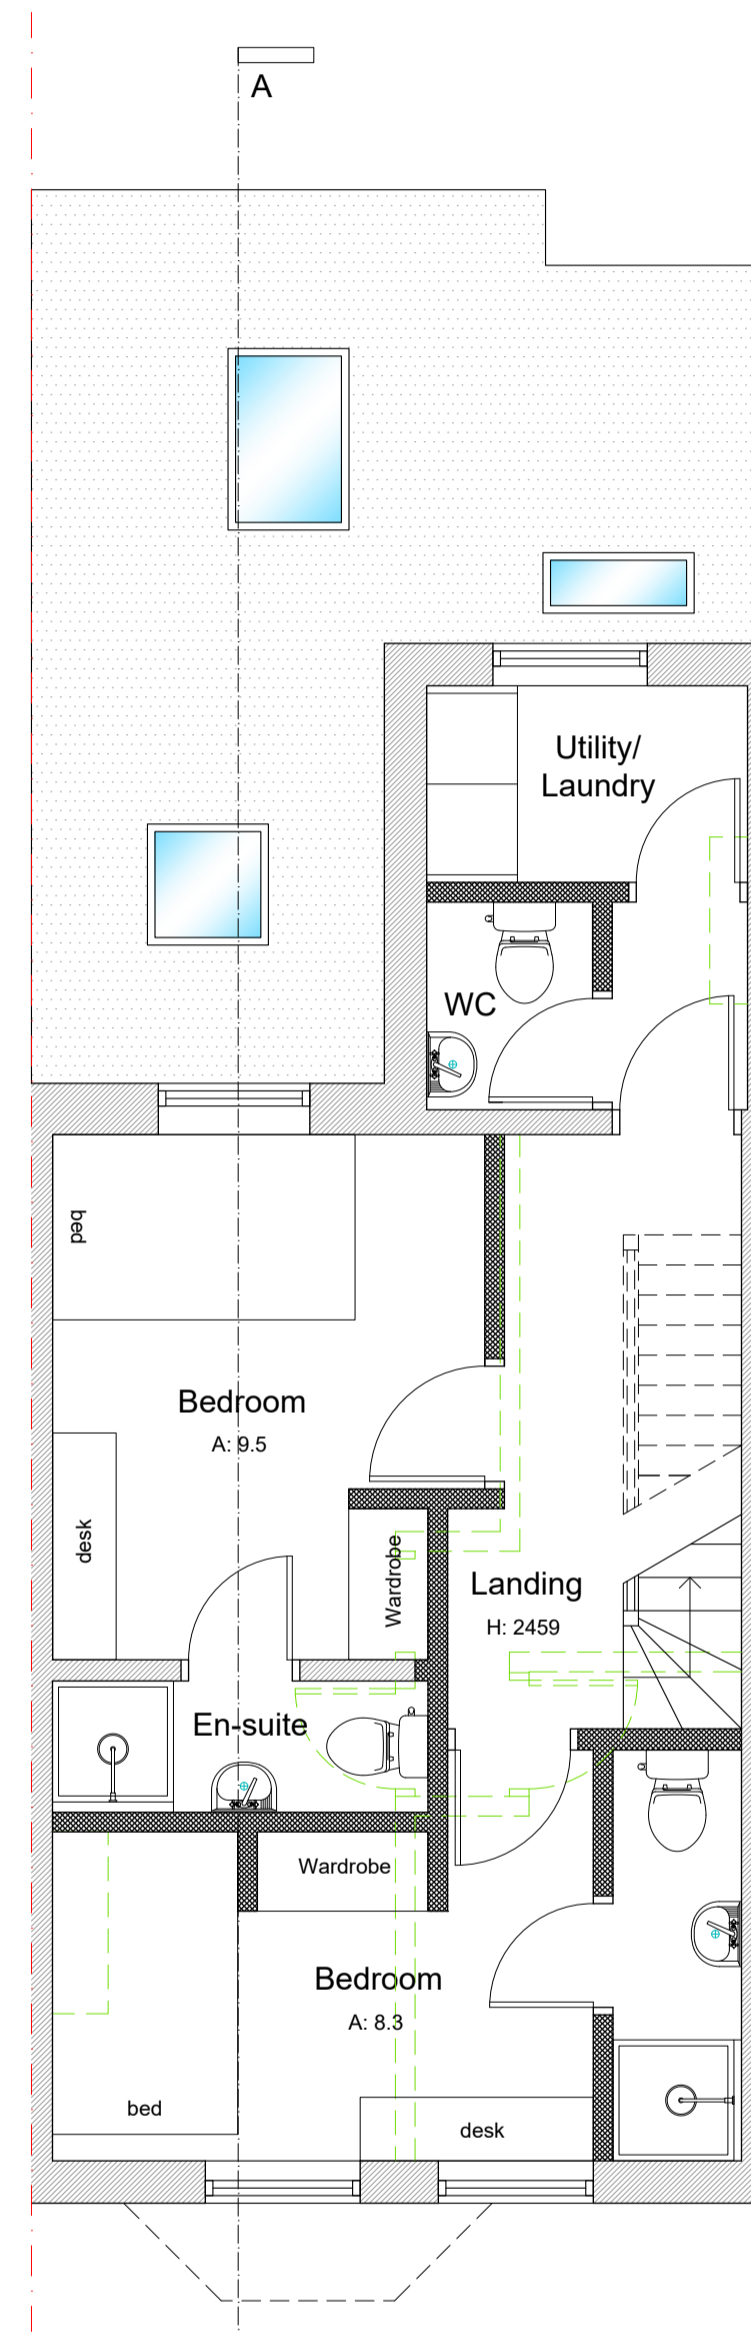 A
Utility/
Laundry
WC
bed
Bedroom
A: 9.5
desk
Wardrobe
Landing
H: 2459
En-suite
Wardrobe
Bedroom
A: 8.3
bed
desk